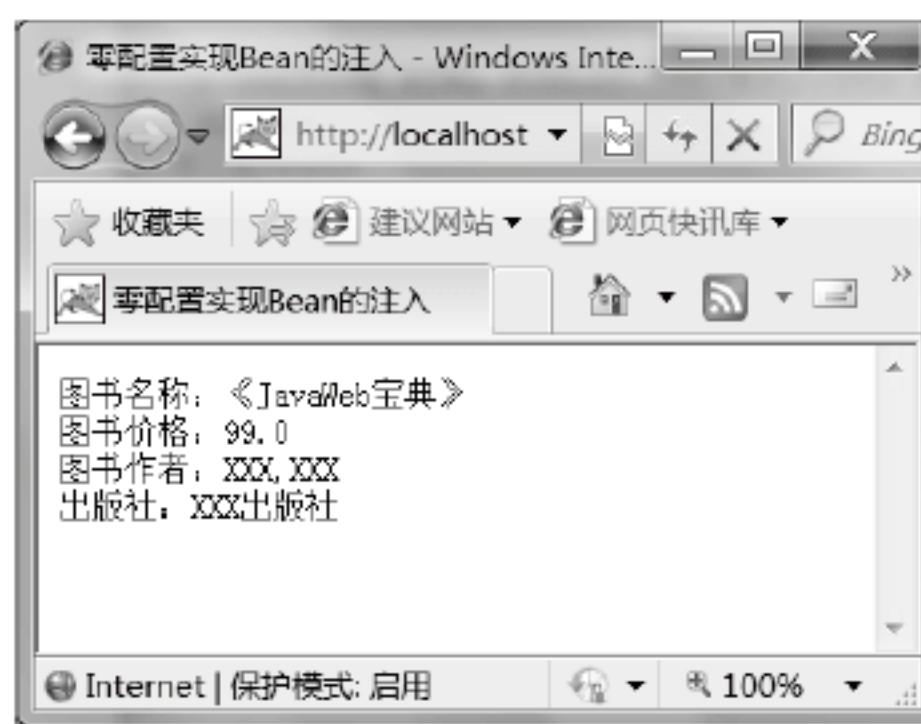 零配置实现Bean的注入 - Windows Inte...
http://localhost
Bing
收藏夹
建议网站
网页快讯库
零配置实现Bean的注入
»
图书名称：《JavaWeb宝典》
图书价格：99.0
图书作者：XXX,XXX
出版社：XXX出版社
Internet | 保护模式: 启用
100%